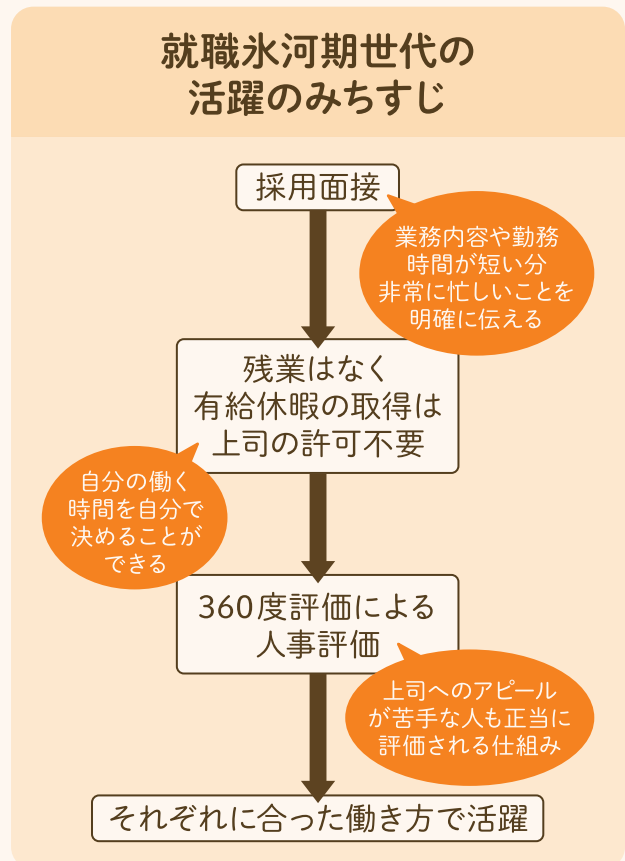 就職氷河期世代の
活躍のみちすじ
採用面接
業務内容や勤務
時間が短い分
非常に忙しいことを
明確に伝える
残業はなく
有給休暇の取得は
上司の許可不要
自分の働く
時間を自分で
決めることが
できる
360度評価による
人事評価
上司へのアピール
が苦手な人も正当に
評価される仕組み
それぞれに合った働き方で活躍